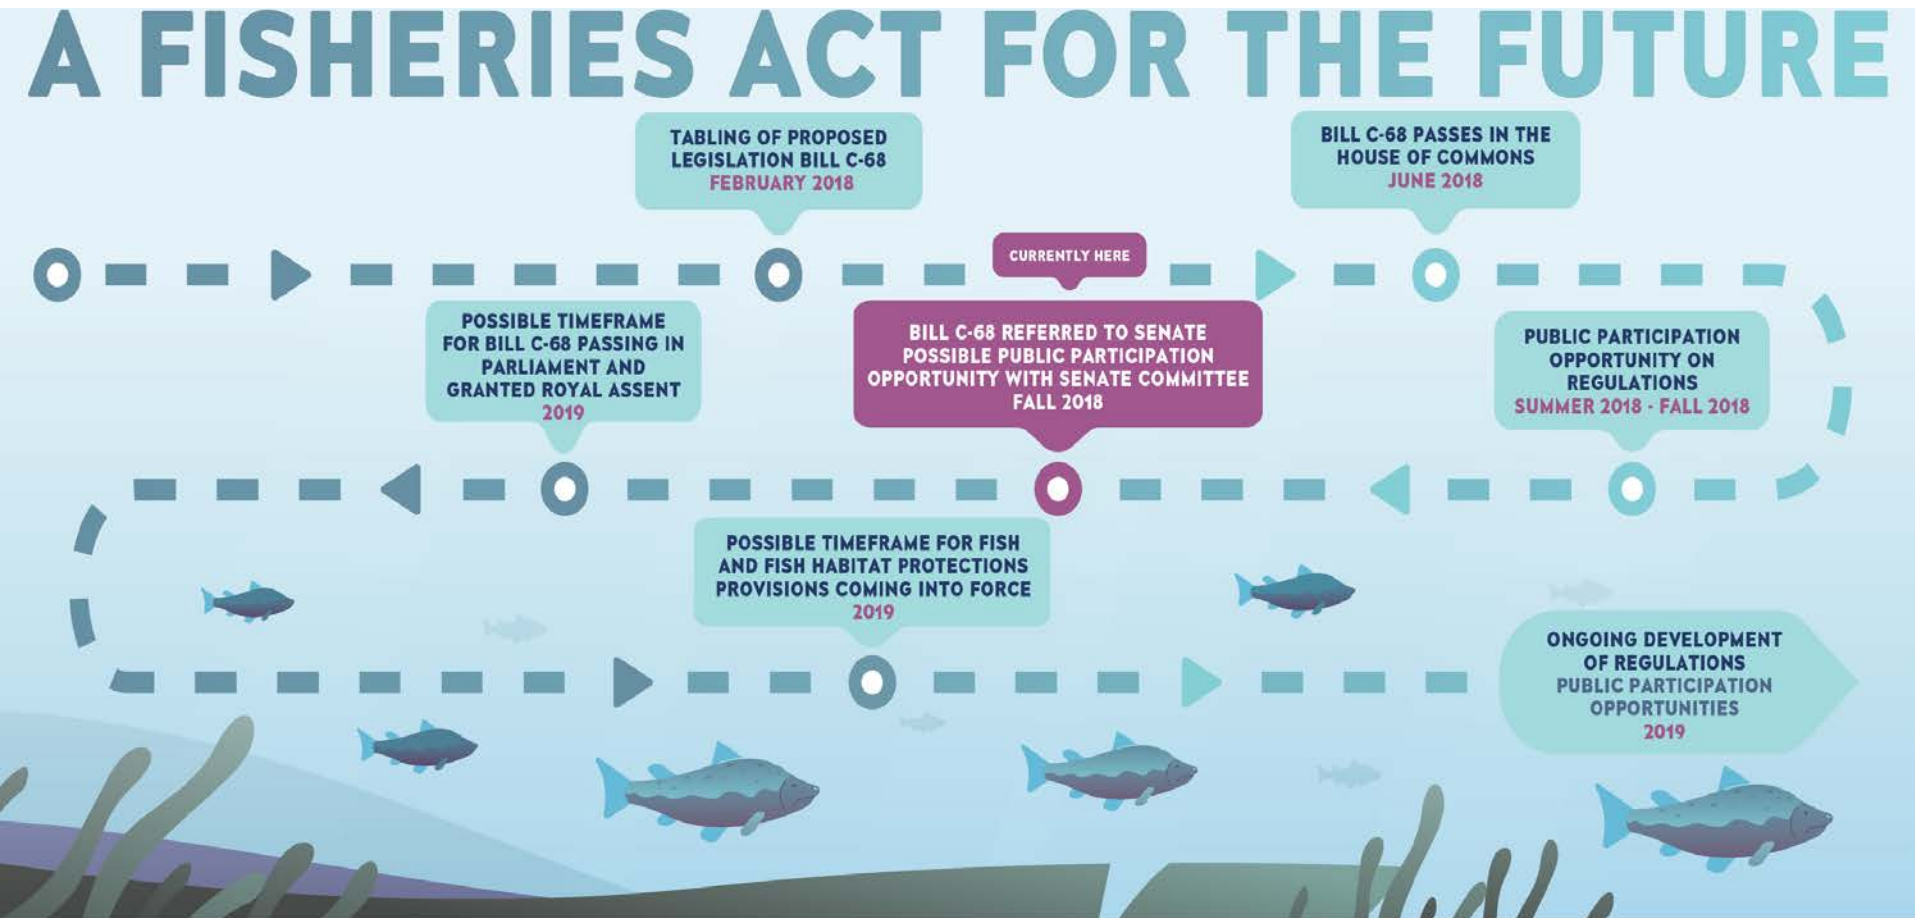 A FISHERIES ACT FOR THE FUTURE
TABLING OF PROPOSED
LEGISLATION BILL C-68
FEBRUARY 2018
BILL C-68 PASSES IN THE
HOUSE OF COMMONS
JUNE 2018
PUBLIC PARTICIPATION
OPPORTUNITY ON
REGULATIONS
SUMMER 2018 - FALL 2018
CURRENTLY HERE
BILL C-68 REFERRED TO SENATE
POSSIBLE PUBLIC PARTICIPATION
OPPORTUNITY WITH SENATE COMMITTEE
FALL 2018
POSSIBLE TIMEFRAME
FOR BILL C-68 PASSING IN
PARLIAMENT AND
GRANTED ROYAL ASSENT
2019
POSSIBLE TIMEFRAME FOR FISH
AND FISH HABITAT PROTECTIONS
PROVISIONS COMING INTO FORCE
2019
ONGOING DEVELOPMENT
OF REGULATIONS
PUBLIC PARTICIPATION
OPPORTUNITIES
2019